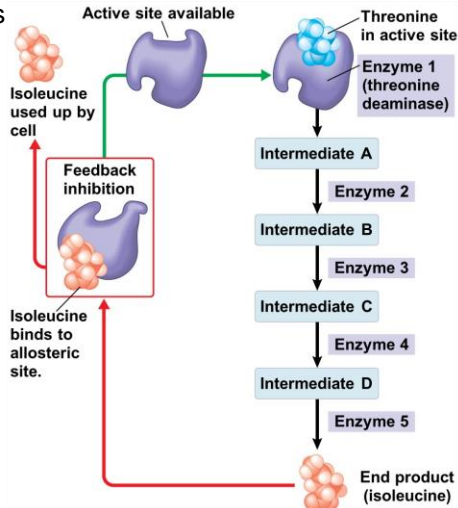 s
Active site available
Threonine
in active site
Enzyme 1
(threonine
deaminase)
Isoleucine
used up by
cell
Feedback
inhibition
Isoleucine
binds to
allosteric
site.
Intermediate A
Enzyme 2
Intermediate B
Enzyme 3
Intermediate C
Enzyme 4
Intermediate D
Enzyme 5
End product
(isoleucine)